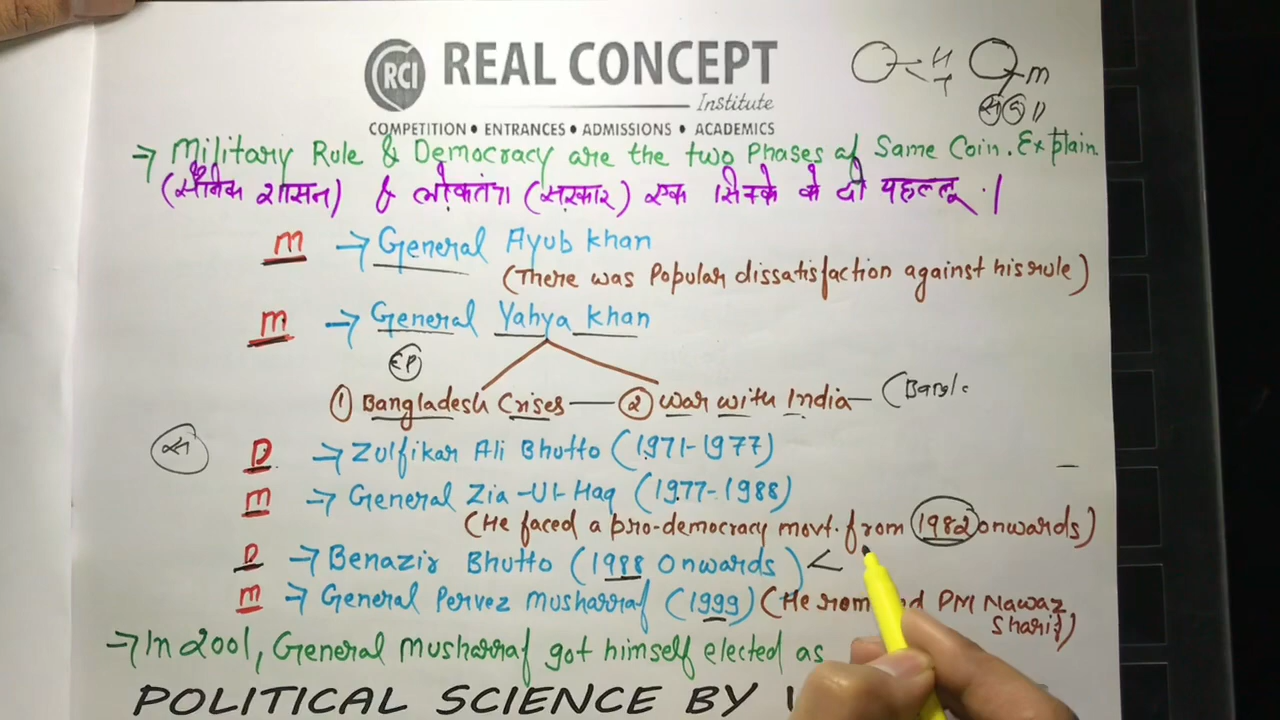 RCI REAL CONCEPT
Institute
COMPETITION • ENTRANCES • ADMISSIONS • ACADEMICS
H
T
m
→ Military Rule & Democracy are the two Phases of Same Coin. Explain
(सैनिक शासन) & लोकतंत्र (सरकार) एक सिक्के के दो पहल्लू.।
m → General Ayub Khan
(There was Popular dissatisfaction against his rule)
m → General Yahya Khan
EP
① Bangladesh Crises — ② War with India — (Bangl
D → Zulfikar Ali Bhutto (1971-1977)
m → General Zia-Ul-Haq (1977-1988)
(He faced a pro-democracy movt. from 1982 onwards)
D → Benazir Bhutto (1988 Onwards) <
m → General Pervez Musharraf (1999) (He PM Nawaz
Sharif)
→ In 2001, General Musharraf got himself elected as
POLITICAL SCIENCE BY